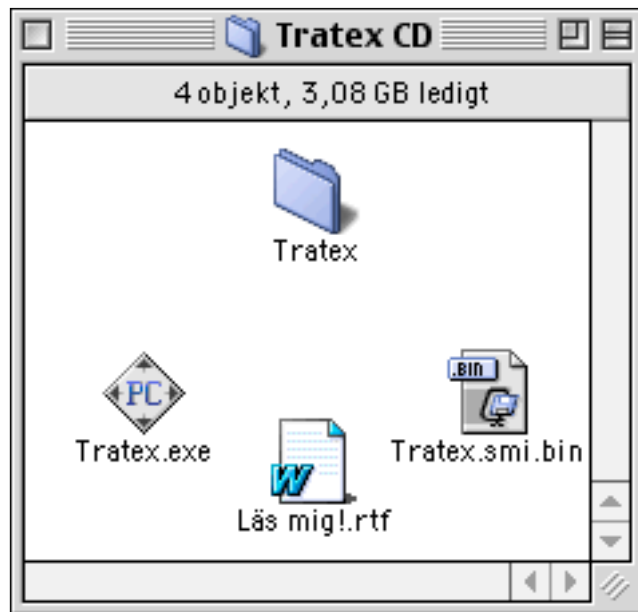 Tratex CD
4 objekt, 3,08 GB ledigt
Tratex
PC
Tratex.exe
.BIN
Tratex.smi.bin
W
Läs mig!.rtf